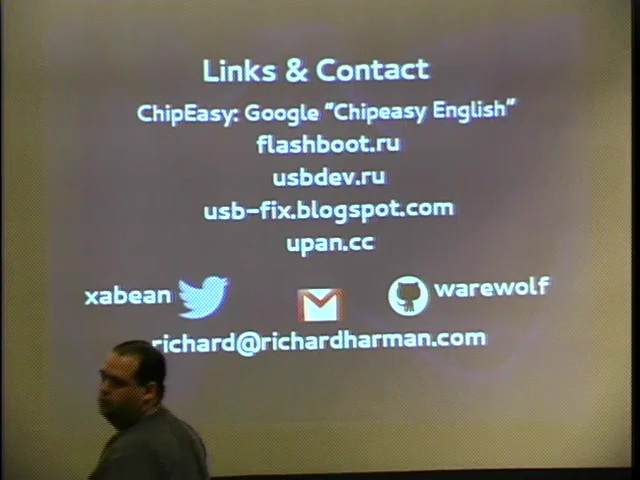 Links & Contact
ChipEasy: Google "Chipeasy English"
flashboot.ru
usbdev.ru
usb-fix.blogspot.com
upan.cc
xabean
warewolf
richard@richardharman.com